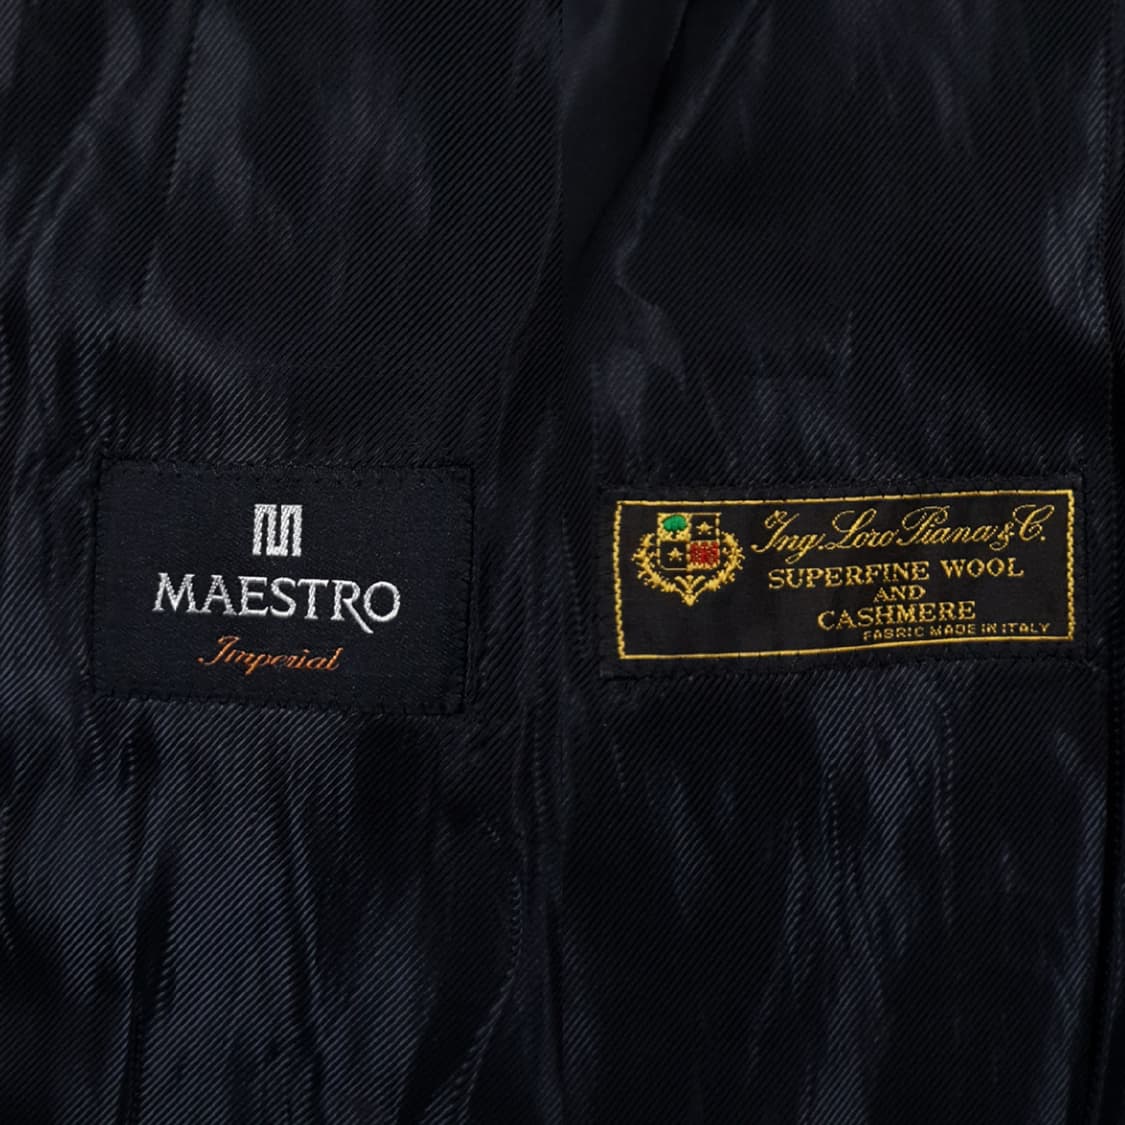 MAESTRO
Imperial
Ing. Loro Piana & C.
SUPERFINE WOOL
AND
CASHMERE
FABRIC MADE IN ITALY